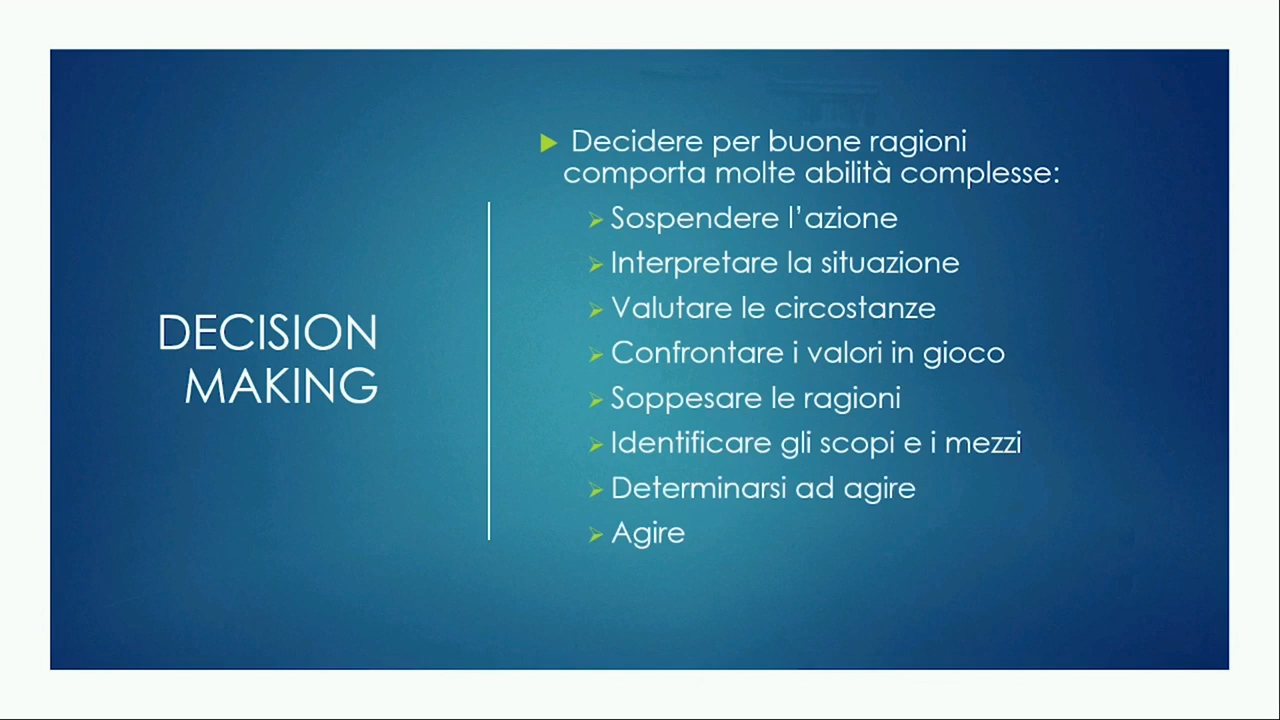 DECISION
MAKING
Decidere per buone ragioni
comporta molte abilità complesse:
Sospendere l’azione
Interpretare la situazione
Valutare le circostanze
Confrontare i valori in gioco
Soppesare le ragioni
Identificare gli scopi e i mezzi
Determinarsi ad agire
Agire